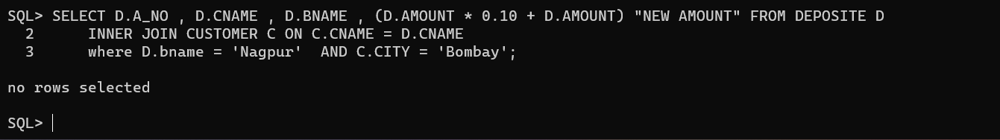 SQL> SELECT D.A_NO , D.CNAME , D.BNAME , (D.AMOUNT * 0.10 + D.AMOUNT) "NEW AMOUNT" FROM DEPOSITE D
  2      INNER JOIN CUSTOMER C ON C.CNAME = D.CNAME
  3      where D.bname = 'Nagpur'  AND C.CITY = 'Bombay';
no rows selected
SQL>